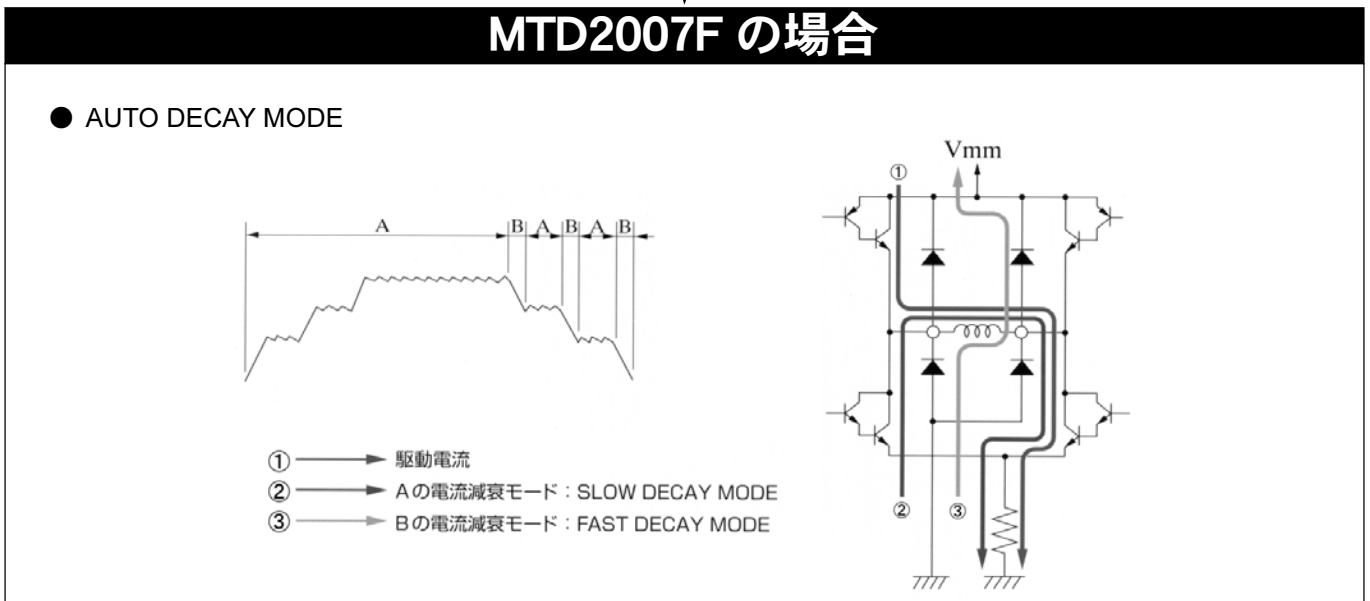 MTD2007F の場合
● AUTO DECAY MODE
A B A B A B
① 駆動電流
② Aの電流減衰モード：SLOW DECAY MODE
③ Bの電流減衰モード：FAST DECAY MODE
Vmm
①
② ③